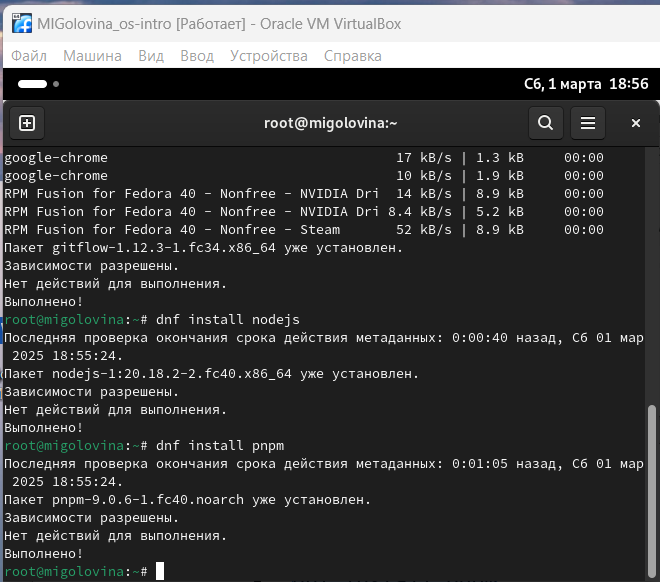 MIGolovina_os-intro [Работает] - Oracle VM VirtualBox
Файл Машина Вид Ввод Устройства Справка
Сб, 1 марта 18:56
root@migolovina:~
google-chrome 17 kB/s | 1.3 kB 00:00
google-chrome 10 kB/s | 1.9 kB 00:00
RPM Fusion for Fedora 40 - Nonfree - NVIDIA Dri 14 kB/s | 8.9 kB 00:00
RPM Fusion for Fedora 40 - Nonfree - NVIDIA Dri 8.4 kB/s | 5.2 kB 00:00
RPM Fusion for Fedora 40 - Nonfree - Steam 52 kB/s | 8.9 kB 00:00
Пакет gitflow-1.12.3-1.fc34.x86_64 уже установлен.
Зависимости разрешены.
Нет действий для выполнения.
Выполнено!
root@migolovina:~# dnf install nodejs
Последняя проверка окончания срока действия метаданных: 0:00:40 назад, Сб 01 мар
2025 18:55:24.
Пакет nodejs-1:20.18.2-2.fc40.x86_64 уже установлен.
Зависимости разрешены.
Нет действий для выполнения.
Выполнено!
root@migolovina:~# dnf install pnpm
Последняя проверка окончания срока действия метаданных: 0:01:05 назад, Сб 01 мар
2025 18:55:24.
Пакет pnpm-9.0.6-1.fc40.noarch уже установлен.
Зависимости разрешены.
Нет действий для выполнения.
Выполнено!
root@migolovina:~#